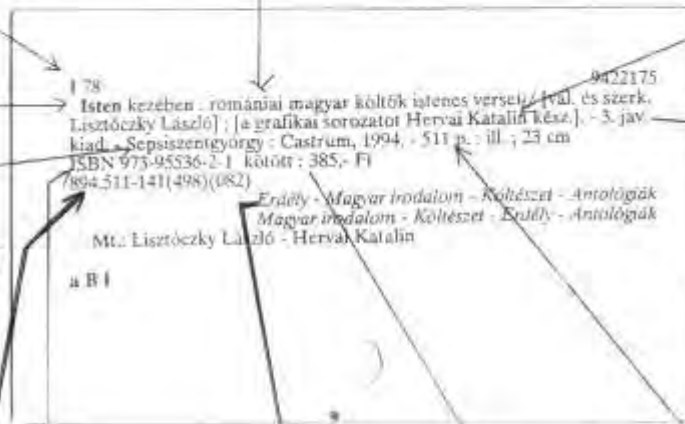 I 78 9422175
Isten kezében : romániai magyar költők istenes versei / [vál. és szerk.
Lisztóczky László] ; [a grafikai sorozatot Hervai Katalin kész.]. - 3. jav.
kiad. - Sepsiszentgyörgy : Castrum, 1994. - 511 p. : ill. ; 23 cm
ISBN 973-95536-2-1 kötött : 385,- Ft
894.511-141(498)(082)
Erdély - Magyar irodalom - Költészet - Antológiák
Magyar irodalom - Költészet - Erdély - Antológiák
Mt.: Lisztóczky László - Hervai Katalin
a B I